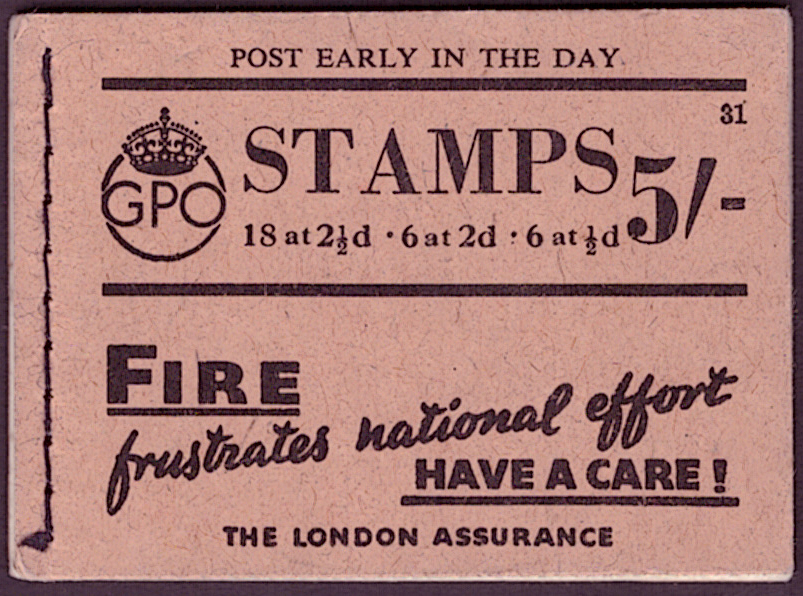 POST EARLY IN THE DAY
31
GPO
STAMPS 5/-
18 at 2½d · 6 at 2d · 6 at ½d
FIRE
frustrates national effort
HAVE A CARE!
THE LONDON ASSURANCE